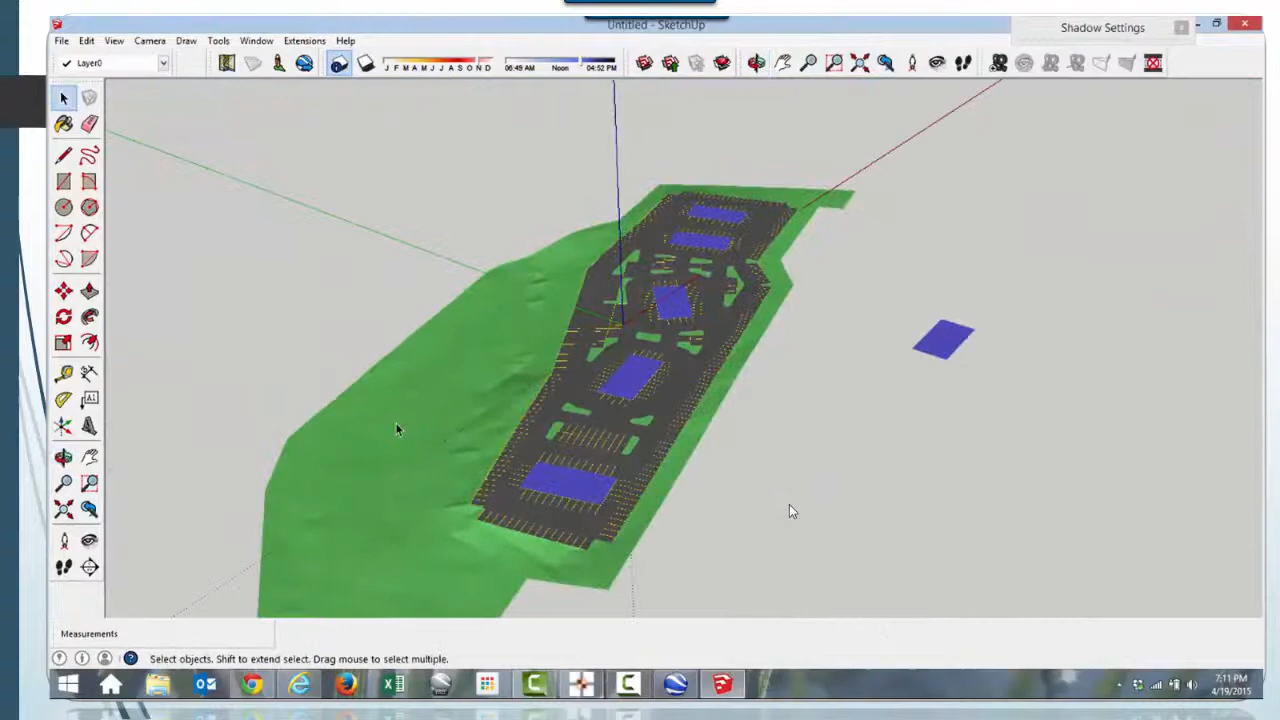 Untitled - SketchUp
Shadow Settings
File Edit View Camera Draw Tools Window Extensions Help
Layer0
J F M A M J J A S O N D
06:49 AM Noon 04:52 PM
A1
Measurements
Select objects. Shift to extend select. Drag mouse to select multiple.
7:11 PM
4/19/2015